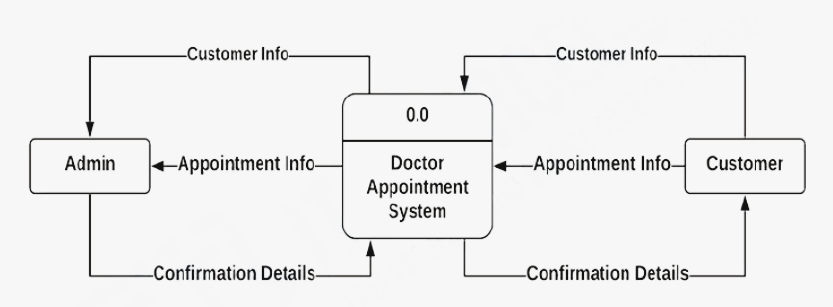 Customer Info
Customer Info
0.0
Admin
Appointment Info
Doctor
Appointment
System
Appointment Info
Customer
Confirmation Details
Confirmation Details